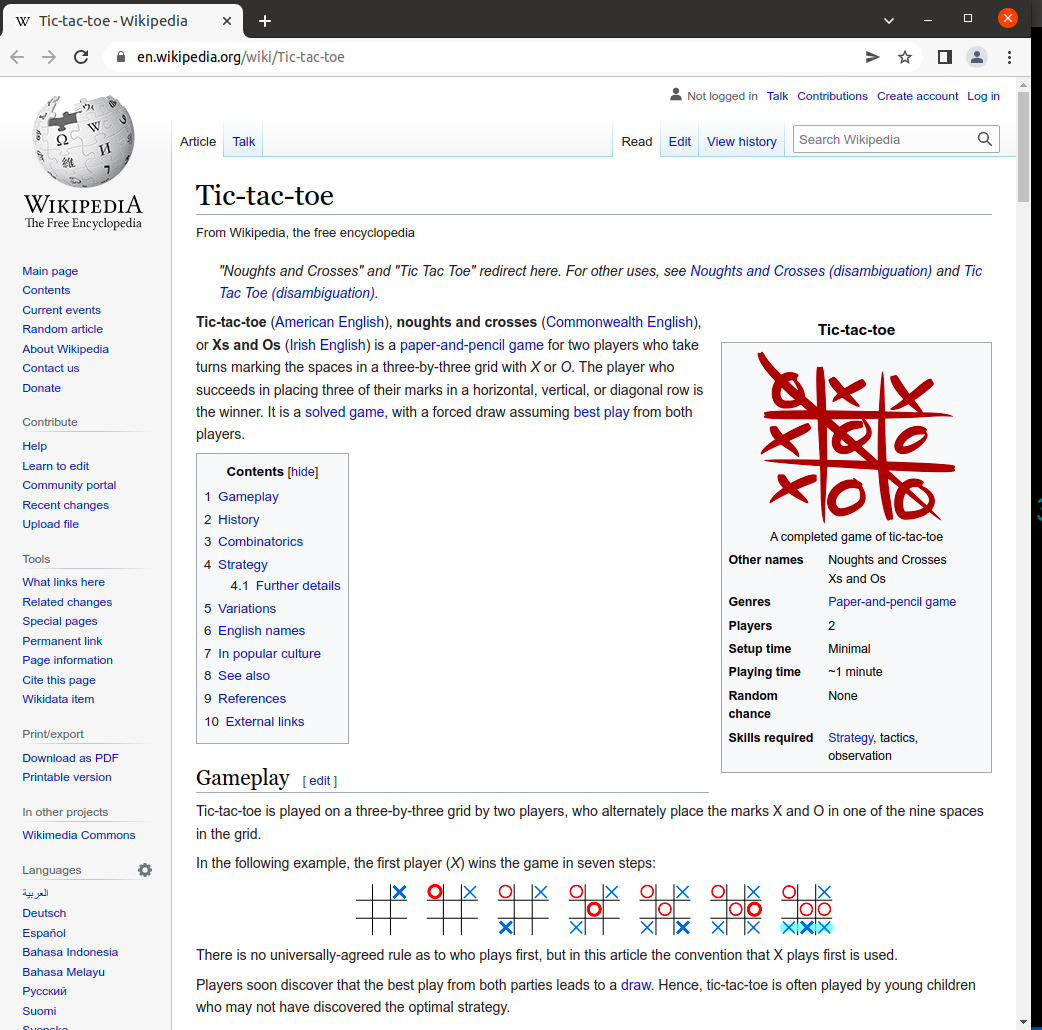 Tic-tac-toe - Wikipedia
en.wikipedia.org/wiki/Tic-tac-toe
Not logged in Talk Contributions Create account Log in
Article Talk Read Edit View history Search Wikipedia
WIKIPEDIA
The Free Encyclopedia
Main page
Contents
Current events
Random article
About Wikipedia
Contact us
Donate
Contribute
Help
Learn to edit
Community portal
Recent changes
Upload file
Tools
What links here
Related changes
Special pages
Permanent link
Page information
Cite this page
Wikidata item
Print/export
Download as PDF
Printable version
In other projects
Wikimedia Commons
Languages
العربية
Deutsch
Español
Bahasa Indonesia
Bahasa Melayu
Русский
Suomi
Svenska
Tic-tac-toe
From Wikipedia, the free encyclopedia
"Noughts and Crosses" and "Tic Tac Toe" redirect here. For other uses, see Noughts and Crosses (disambiguation) and Tic
Tac Toe (disambiguation).
Tic-tac-toe (American English), noughts and crosses (Commonwealth English),
or Xs and Os (Irish English) is a paper-and-pencil game for two players who take
turns marking the spaces in a three-by-three grid with X or O. The player who
succeeds in placing three of their marks in a horizontal, vertical, or diagonal row is
the winner. It is a solved game, with a forced draw assuming best play from both
players.
Contents [hide]
1 Gameplay
2 History
3 Combinatorics
4 Strategy
4.1 Further details
5 Variations
6 English names
7 In popular culture
8 See also
9 References
10 External links
Tic-tac-toe
A completed game of tic-tac-toe
Other names Noughts and Crosses
Xs and Os
Genres Paper-and-pencil game
Players 2
Setup time Minimal
Playing time ~1 minute
Random None
chance
Skills required Strategy, tactics,
observation
Gameplay [ edit ]
Tic-tac-toe is played on a three-by-three grid by two players, who alternately place the marks X and O in one of the nine spaces
in the grid.
In the following example, the first player (X) wins the game in seven steps:
There is no universally-agreed rule as to who plays first, but in this article the convention that X plays first is used.
Players soon discover that the best play from both parties leads to a draw. Hence, tic-tac-toe is often played by young children
who may not have discovered the optimal strategy.